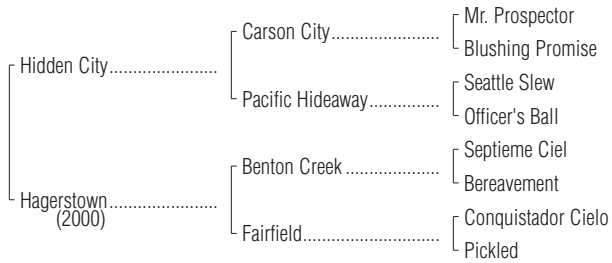 Mr. Prospector
Carson City
Blushing Promise
Hidden City
Seattle Slew
Pacific Hideaway
Officer's Ball
Septieme Ciel
Benton Creek
Bereavement
Hagerstown
(2000)
Conquistador Cielo
Fairfield
Pickled